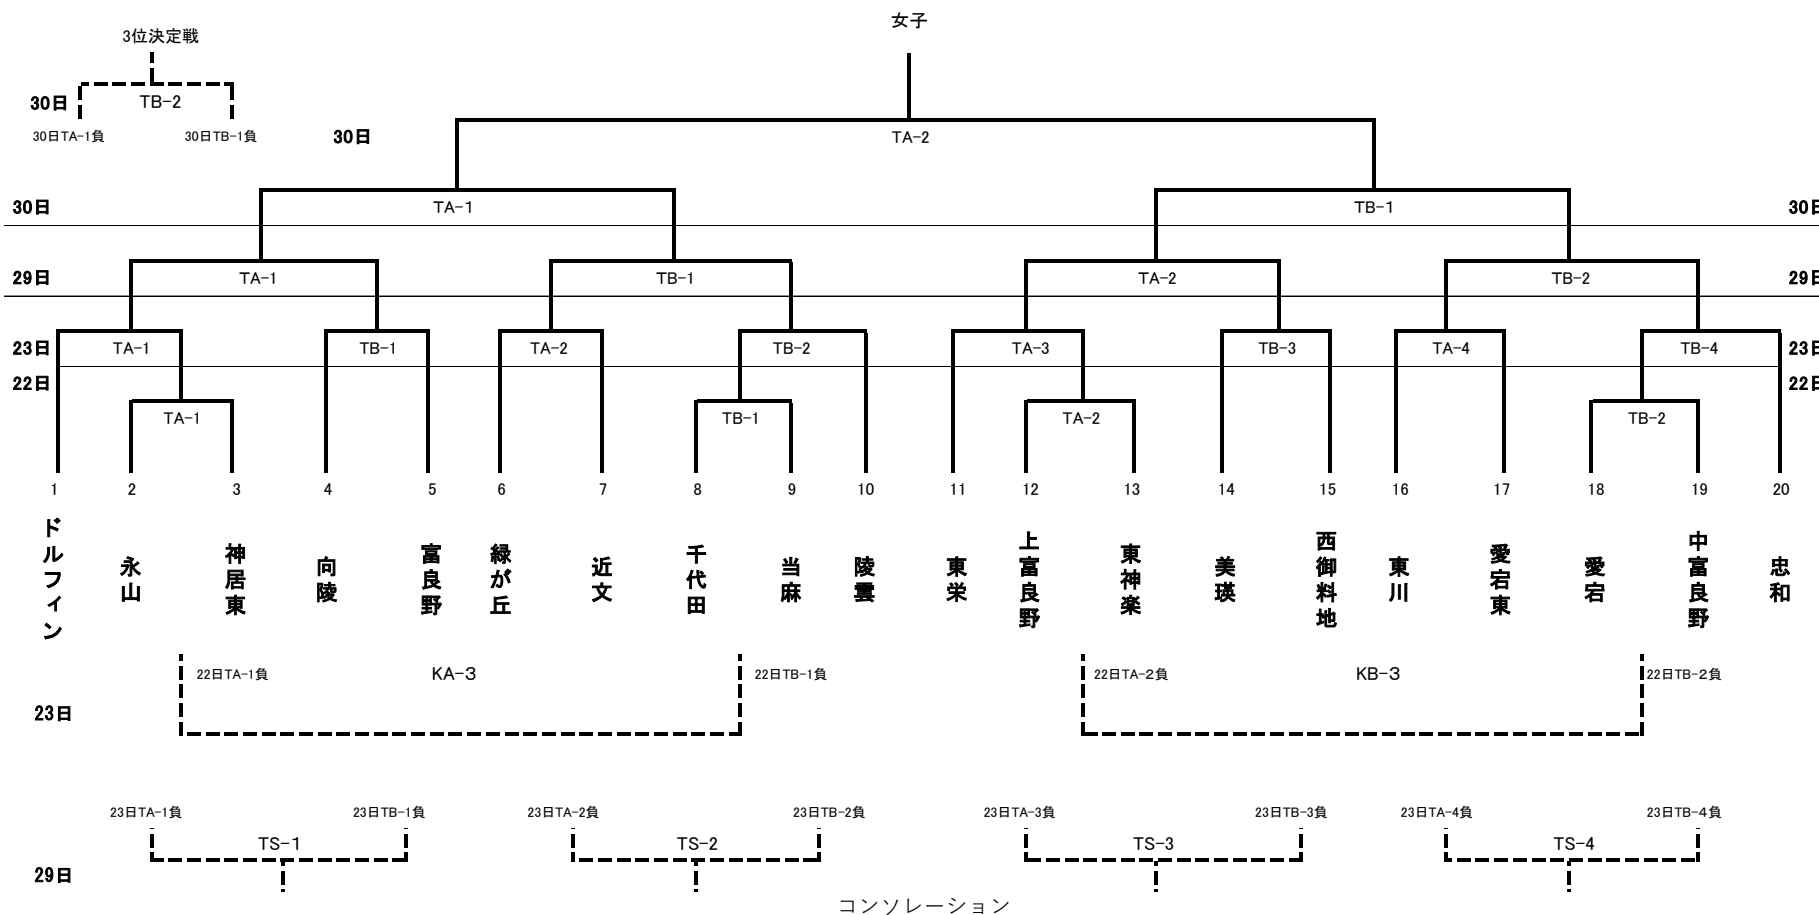 女子
3位決定戦
30日 TB-2
30日TA-1負 30日TB-1負 30日 TA-2
30日 TA-1 TB-1 30日
29日 TA-1 TB-1 TA-2 TB-2 29日
23日 TA-1 TB-1 TA-2 TB-2 TA-3 TB-3 TA-4 TB-4 23日
22日 22日
TA-1 TB-1 TA-2 TB-2
1 2 3 4 5 6 7 8 9 10 11 12 13 14 15 16 17 18 19 20
ドルフィン 永山 神居東 向陵 富良野 緑が丘 近文 千代田 当麻 陵雲 東栄 上富良野 東神楽 美瑛 西御料地 東川 愛宕東 愛宕 中富良野 忠和
22日TA-1負 KA-3 22日TB-1負 22日TA-2負 KB-3 22日TB-2負
23日
23日TA-1負 23日TB-1負 23日TA-2負 23日TB-2負 23日TA-3負 23日TB-3負 23日TA-4負 23日TB-4負
TS-1 TS-2 TS-3 TS-4
29日
コンソレーション